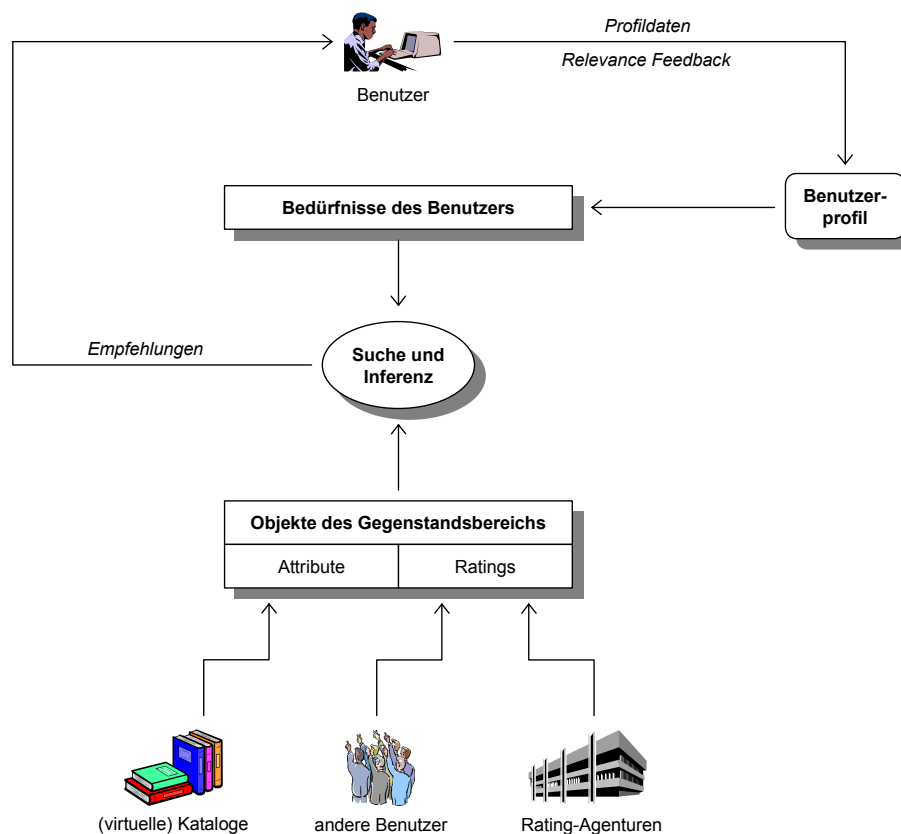 Profildaten
Relevance Feedback
Benutzer
Bedürfnisse des Benutzers
Benutzer-
profil
Empfehlungen
Suche und
Inferenz
Objekte des Gegenstandsbereichs
Attribute
Ratings
(virtuelle) Kataloge
andere Benutzer
Rating-Agenturen